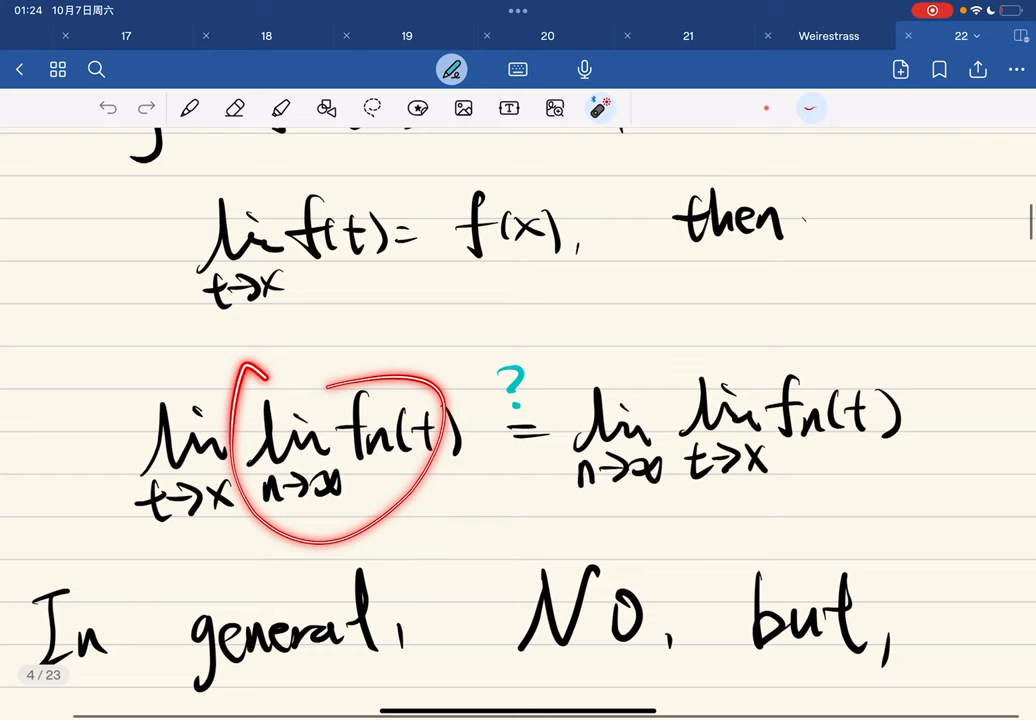 01:24 10月7日周六
17 18 19 20 21 Weirestrass 22
lim f(t) = f(x), then
t→x
lim lim fn(t) ? = lim lim fn(t)
t→x n→∞ n→∞ t→x
In general, No, but,
4 / 23